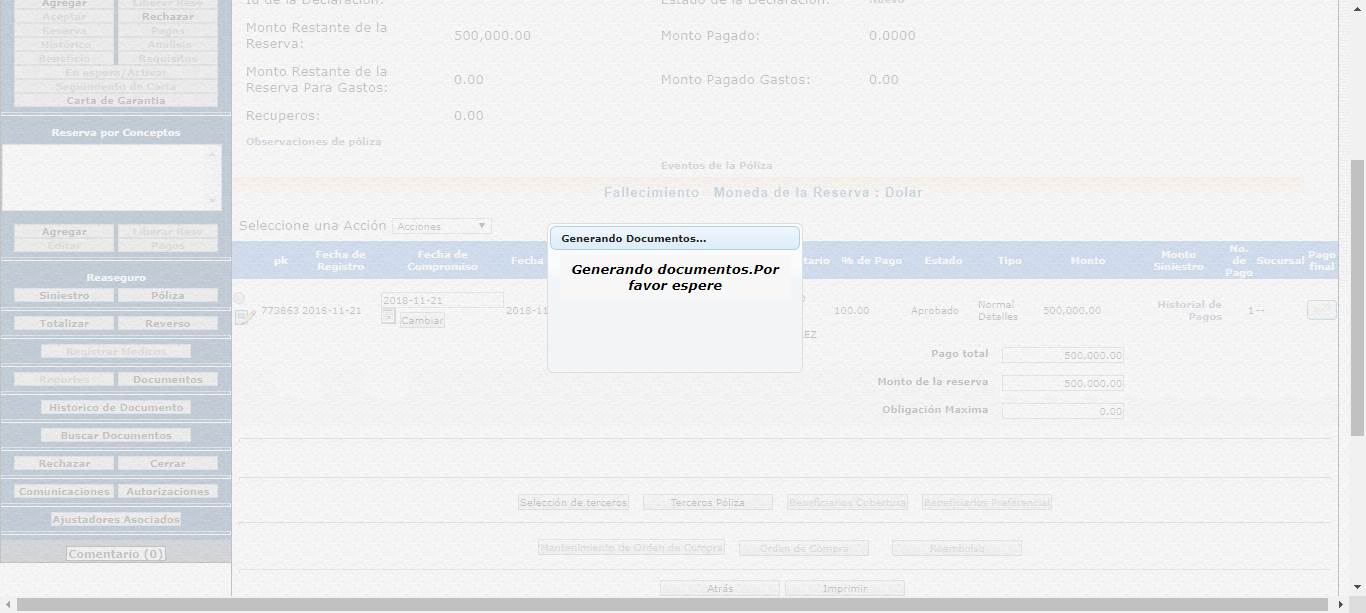 Agregar
Liberar Resv
Aceptar
Rechazar
Reserva
Pagos
Histórico
Análisis
Beneficio
Requisitos
En espera/Activar
Seguimiento de Carta
Carta de Garantía
Reserva por Conceptos
Agregar
Liberar Resv
Editar
Pagos
Reaseguro
Siniestro
Póliza
Totalizar
Reverso
Registrar Medicos
Reportes
Documentos
Historico de Documento
Buscar Documentos
Rechazar
Cerrar
Comunicaciones
Autorizaciones
Ajustadores Asociados
Comentario (0)
Id de la Declaración:
Estado de la Declaración:
Nuevo
Monto Restante de la
Reserva:
500,000.00
Monto Pagado:
0.0000
Monto Restante de la
Reserva Para Gastos:
0.00
Monto Pagado Gastos:
0.00
Recuperos:
0.00
Observaciones de póliza
Eventos de la Póliza
Fallecimiento Moneda de la Reserva : Dolar
Seleccione una Acción
Acciones
pk
Fecha de
Registro
Fecha de
Compromiso
Fecha
tario
% de Pago
Estado
Tipo
Monto
Monto
Siniestro
No.
de
Pago
Sucursal
Pago
final
773863
2018-11-21
2018-11-21
Cambiar
2018-11
EZ
100.00
Aprobado
Normal
Detalles
500,000.00
Historial de
Pagos
1
--
Generando Documentos...
Generando documentos.Por
favor espere
Pago total
500,000.00
Monto de la reserva
500,000.00
Obligación Maxima
0.00
Selección de terceros
Terceros Póliza
Beneficiarios Cobertura
Beneficiarios Preferencial
Mantenimiento de Orden de Compra
Orden de Compra
Reembolso
Atrás
Imprimir